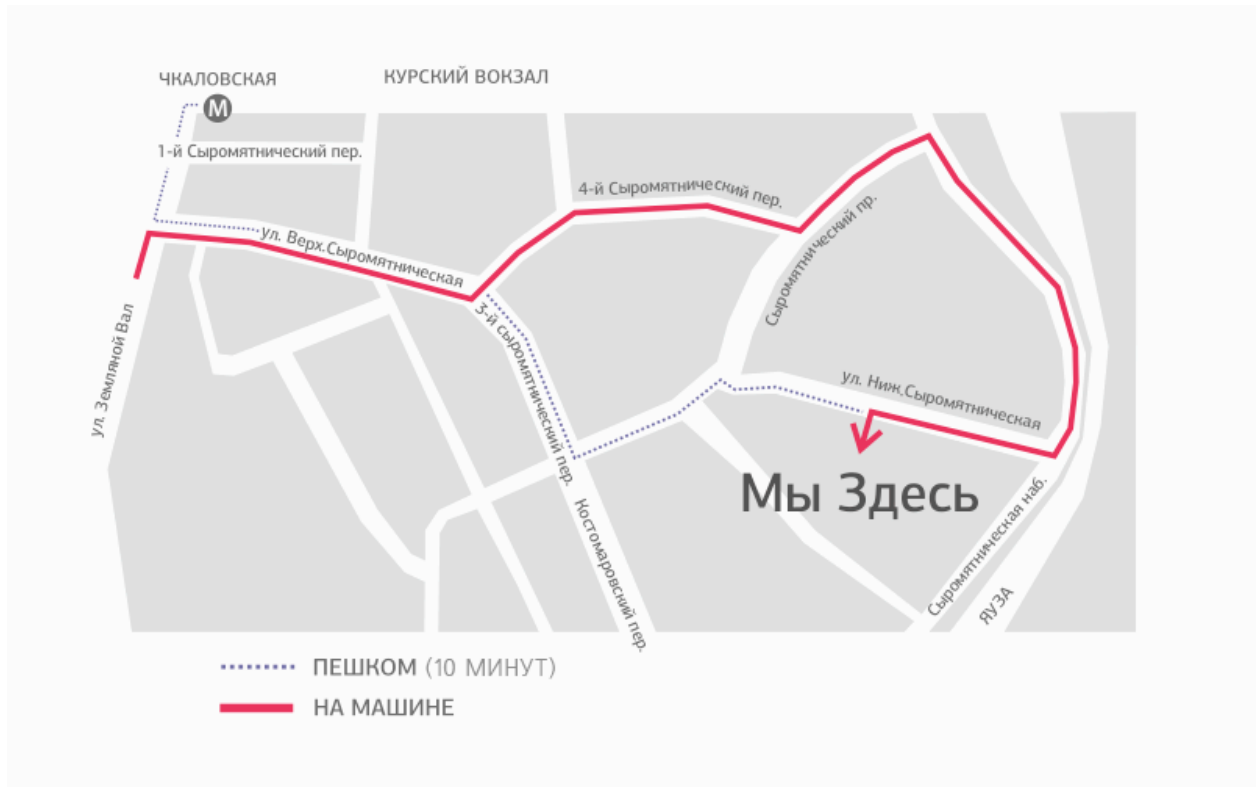 ЧКАЛОВСКАЯ
КУРСКИЙ ВОКЗАЛ
М
1-й Сыромятнический пер.
4-й Сыромятнический пер.
Сыромятнический пр.
ул. Верх.Сыромятническая
ул. Земляной Вал
3-й сыромятнический пер.
ул. Ниж.Сыромятническая
Мы Здесь
Костомаровский пер.
Сыромятническая наб.
ЯУЗА
ПЕШКОМ (10 МИНУТ)
НА МАШИНЕ